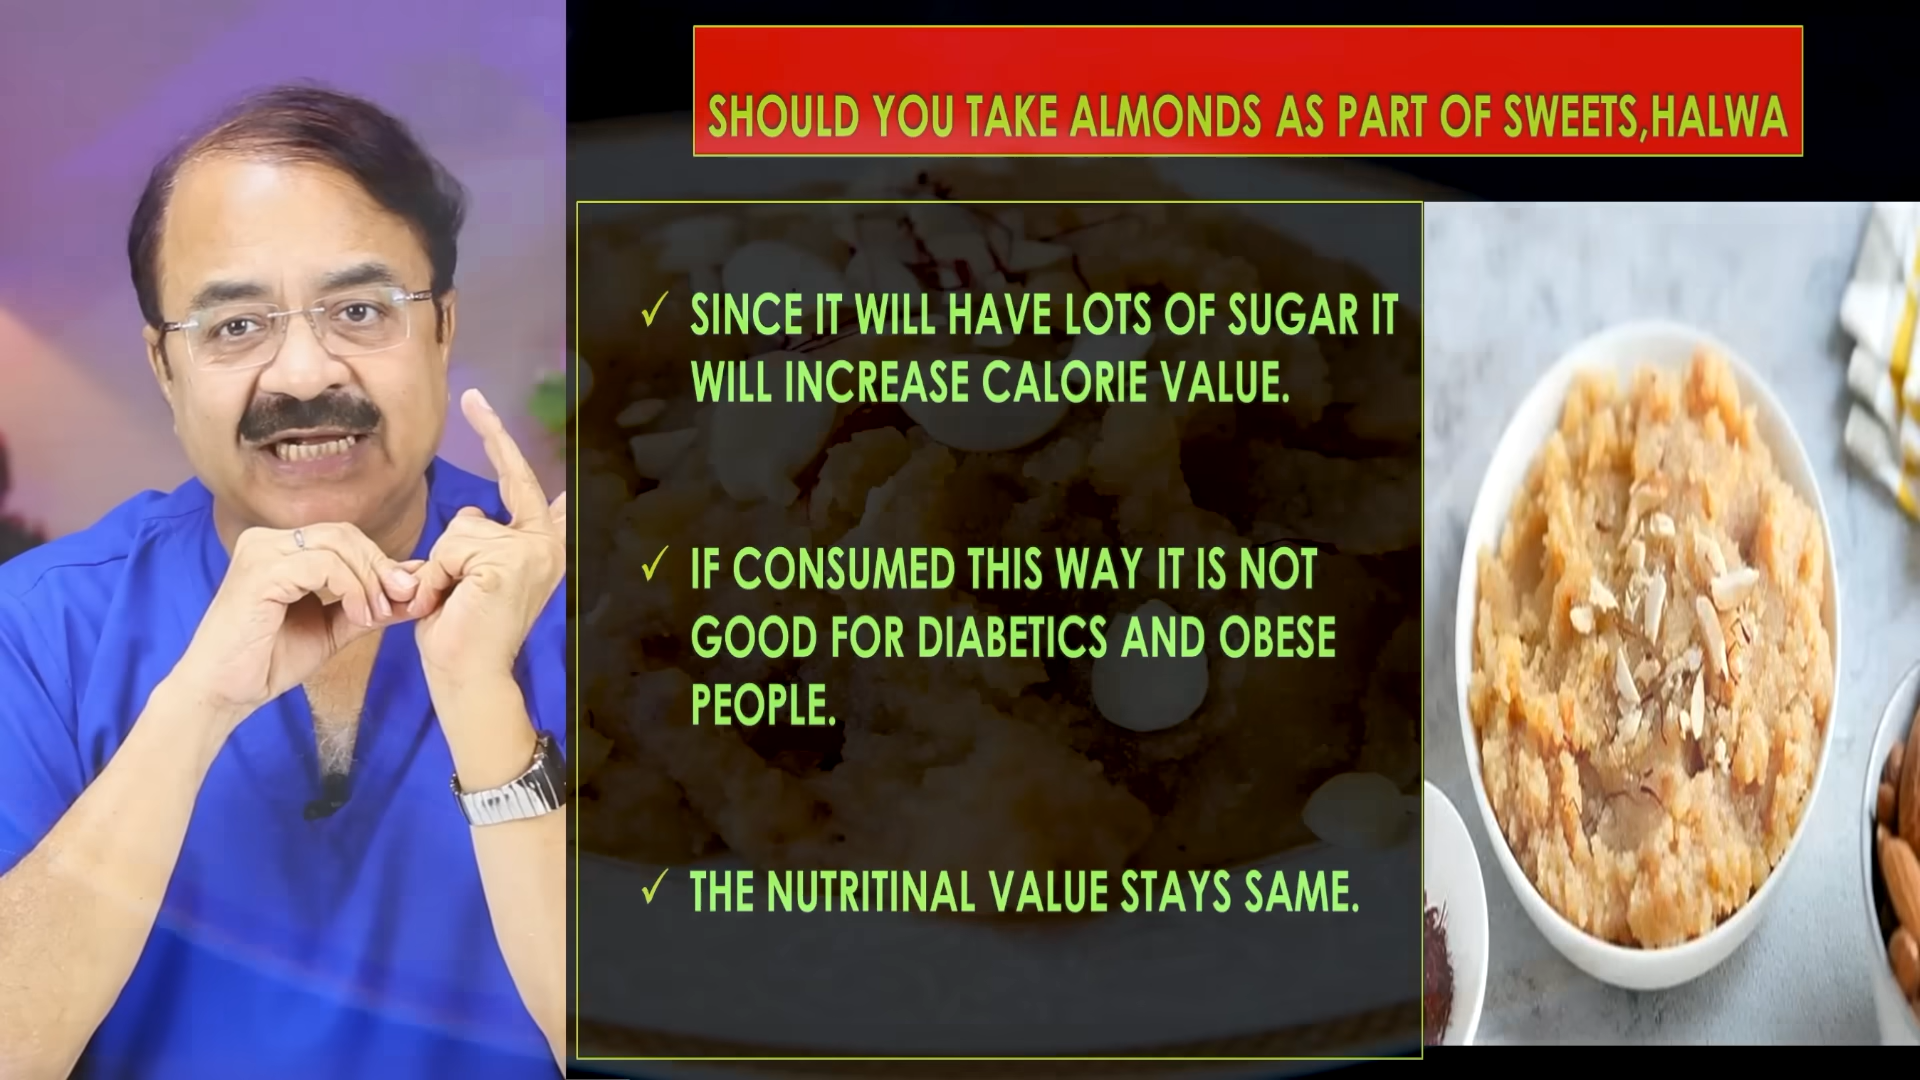 SHOULD YOU TAKE ALMONDS AS PART OF SWEETS,HALWA
✓ SINCE IT WILL HAVE LOTS OF SUGAR IT
WILL INCREASE CALORIE VALUE.
✓ IF CONSUMED THIS WAY IT IS NOT
GOOD FOR DIABETICS AND OBESE
PEOPLE.
✓ THE NUTRITINAL VALUE STAYS SAME.